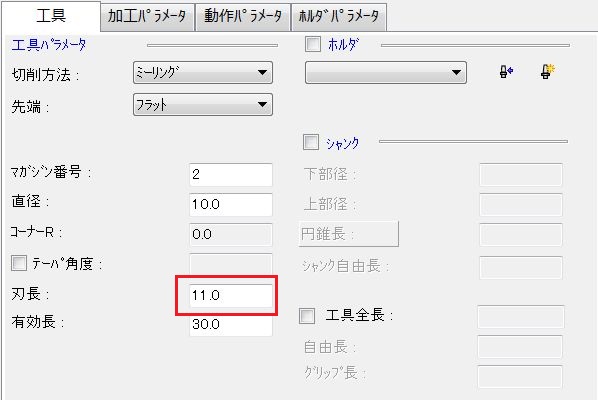 工具 加工ﾊﾟﾗﾒｰﾀ 動作ﾊﾟﾗﾒｰﾀ ﾎﾙﾀﾞﾊﾟﾗﾒｰﾀ
工具ﾊﾟﾗﾒｰﾀ
切削方法 : ﾐｰﾘﾝｸﾞ
先端 : ﾌﾗｯﾄ
ﾏｶﾞｼﾞﾝ番号 : 2
直径 : 10.0
ｺｰﾅｰR : 0.0
ﾃｰﾊﾟ角度 :
刃長 : 11.0
有効長 : 30.0
ﾎﾙﾀﾞ
ｼｬﾝｸ
下部径 :
上部径 :
円錐長 :
ｼｬﾝｸ自由長 :
工具全長 :
自由長 :
ｸﾞﾘｯﾌﾟ長 :